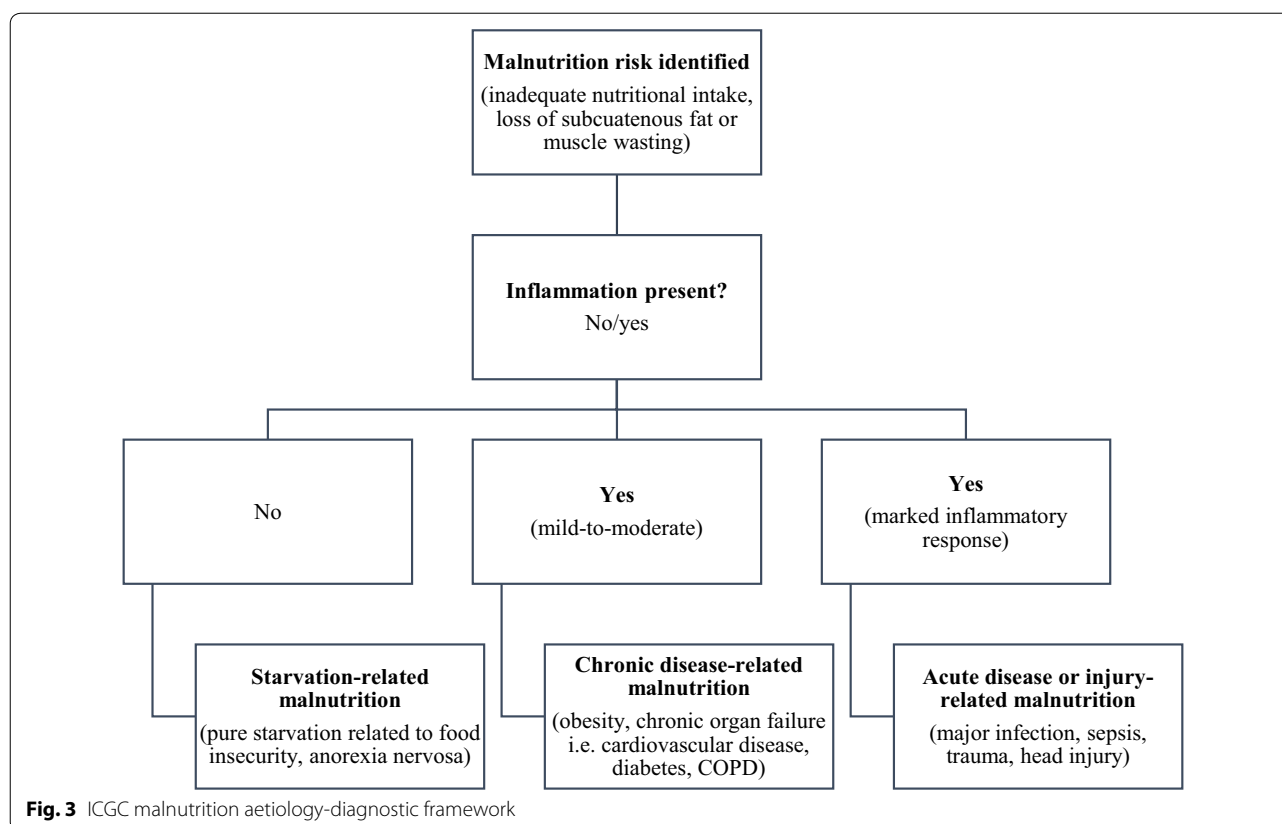 Malnutrition risk identified
(inadequate nutritional intake,
loss of subcuatenous fat or
muscle wasting)
Inflammation present?
No/yes
No
Yes
(mild-to-moderate)
Yes
(marked inflammatory
response)
Starvation-related
malnutrition
(pure starvation related to food
insecurity, anorexia nervosa)
Chronic disease-related
malnutrition
(obesity, chronic organ failure
i.e. cardiovascular disease,
diabetes, COPD)
Acute disease or injury-
related malnutrition
(major infection, sepsis,
trauma, head injury)
Fig. 3 ICGC malnutrition aetiology-diagnostic framework